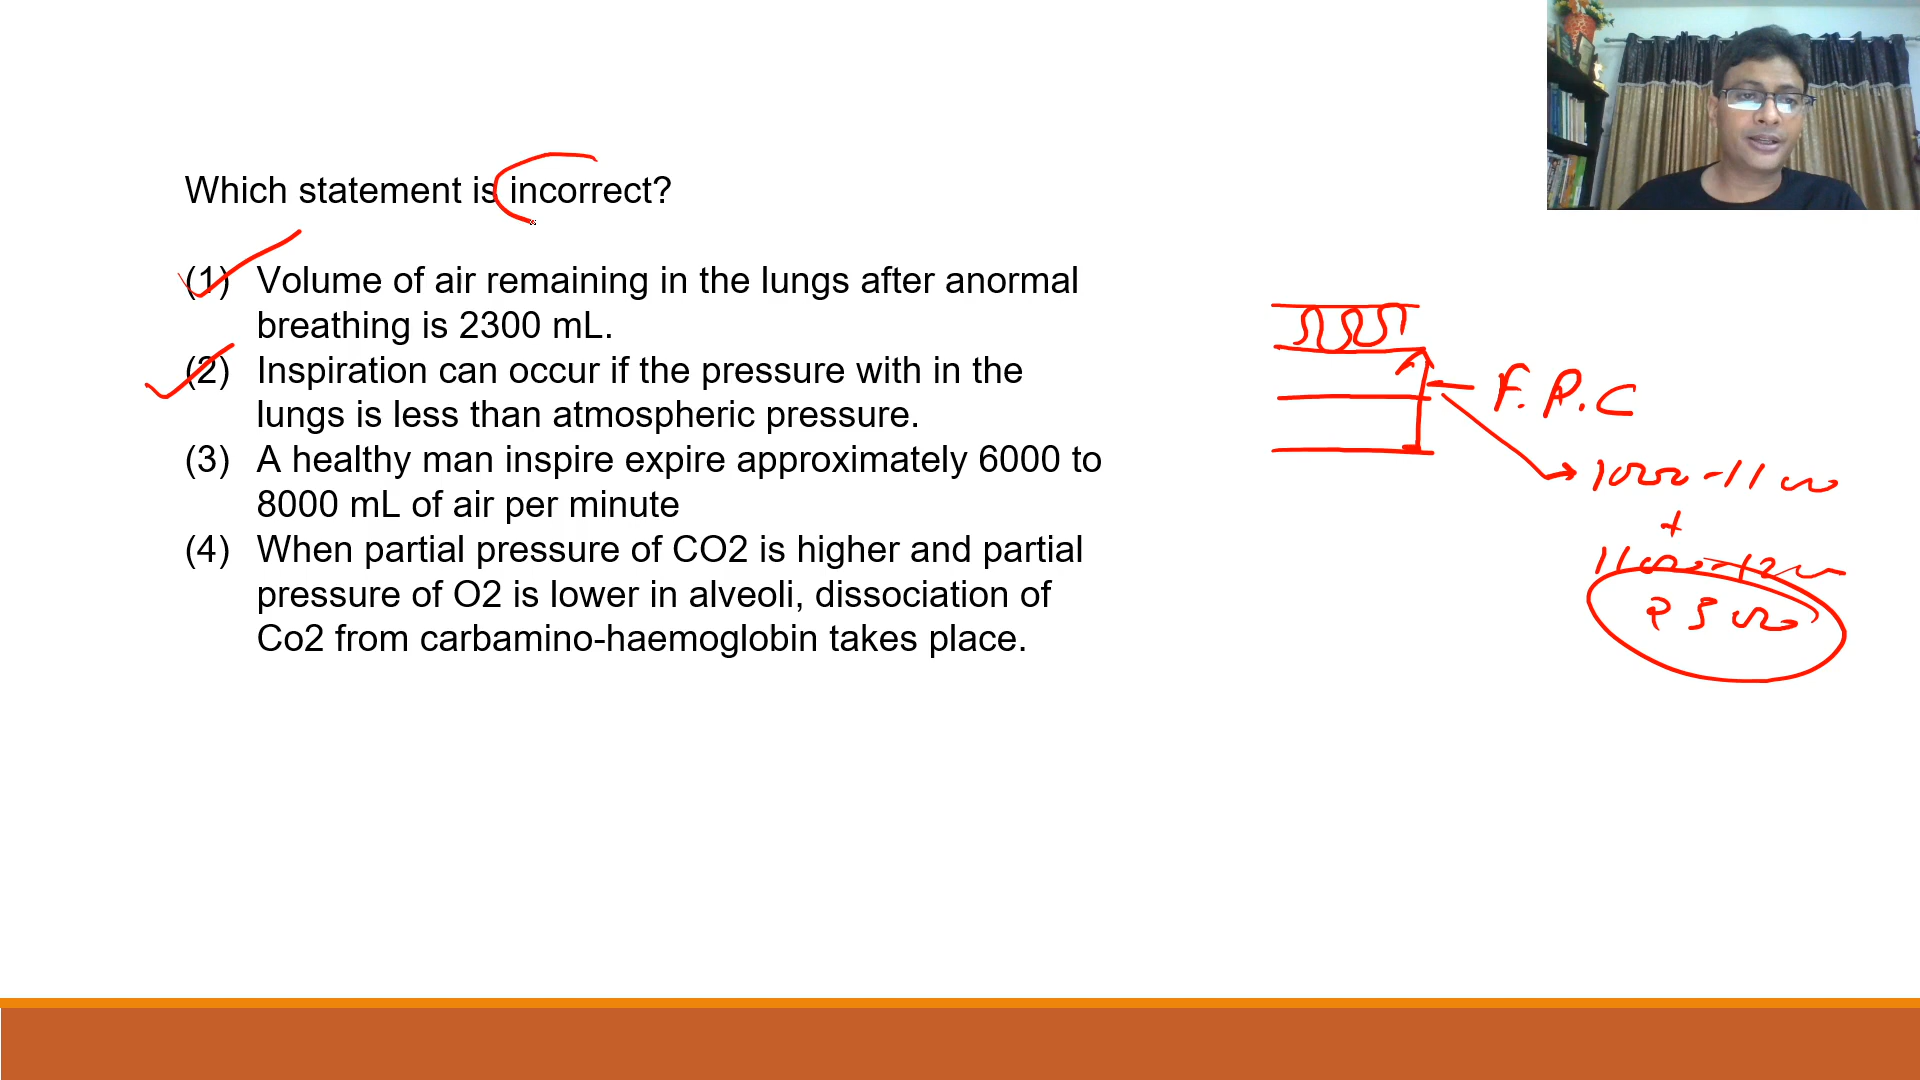 Which statement is incorrect?
(1) Volume of air remaining in the lungs after anormal
breathing is 2300 mL.
(2) Inspiration can occur if the pressure with in the
lungs is less than atmospheric pressure.
(3) A healthy man inspire expire approximately 6000 to
8000 mL of air per minute
(4) When partial pressure of CO2 is higher and partial
pressure of O2 is lower in alveoli, dissociation of
Co2 from carbamino-haemoglobin takes place.
F.R.C
1000-1100
+
1100-1200
2300